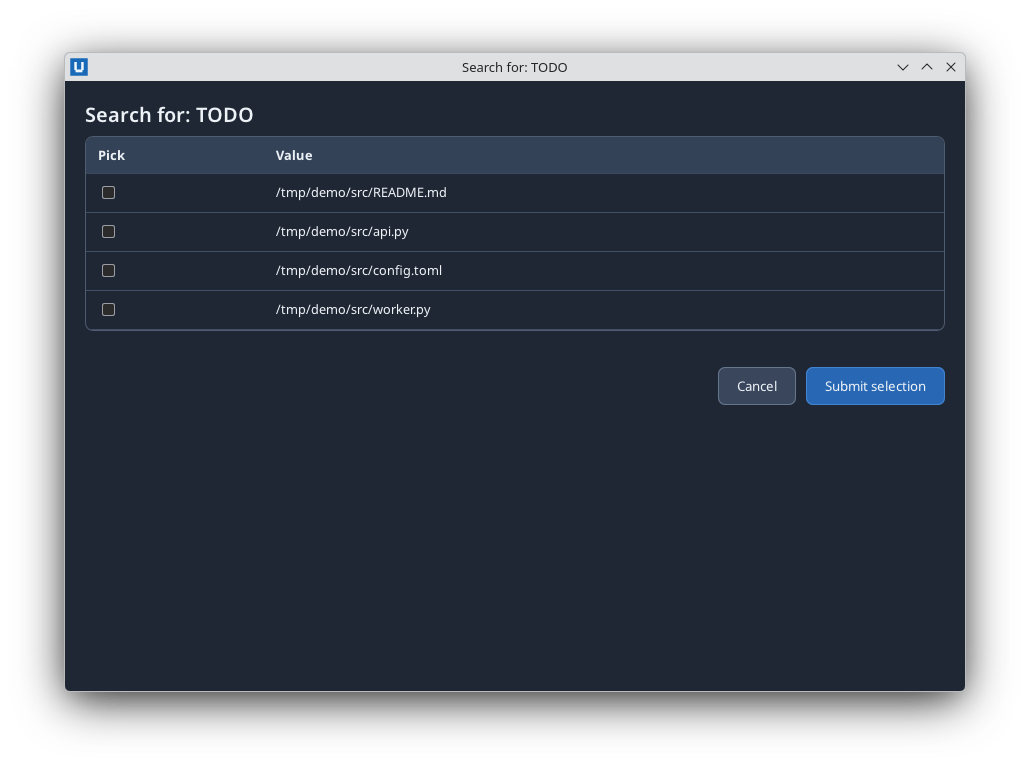 Search for: TODO
Search for: TODO
Pick Value
/tmp/demo/src/README.md
/tmp/demo/src/api.py
/tmp/demo/src/config.toml
/tmp/demo/src/worker.py
Cancel Submit selection